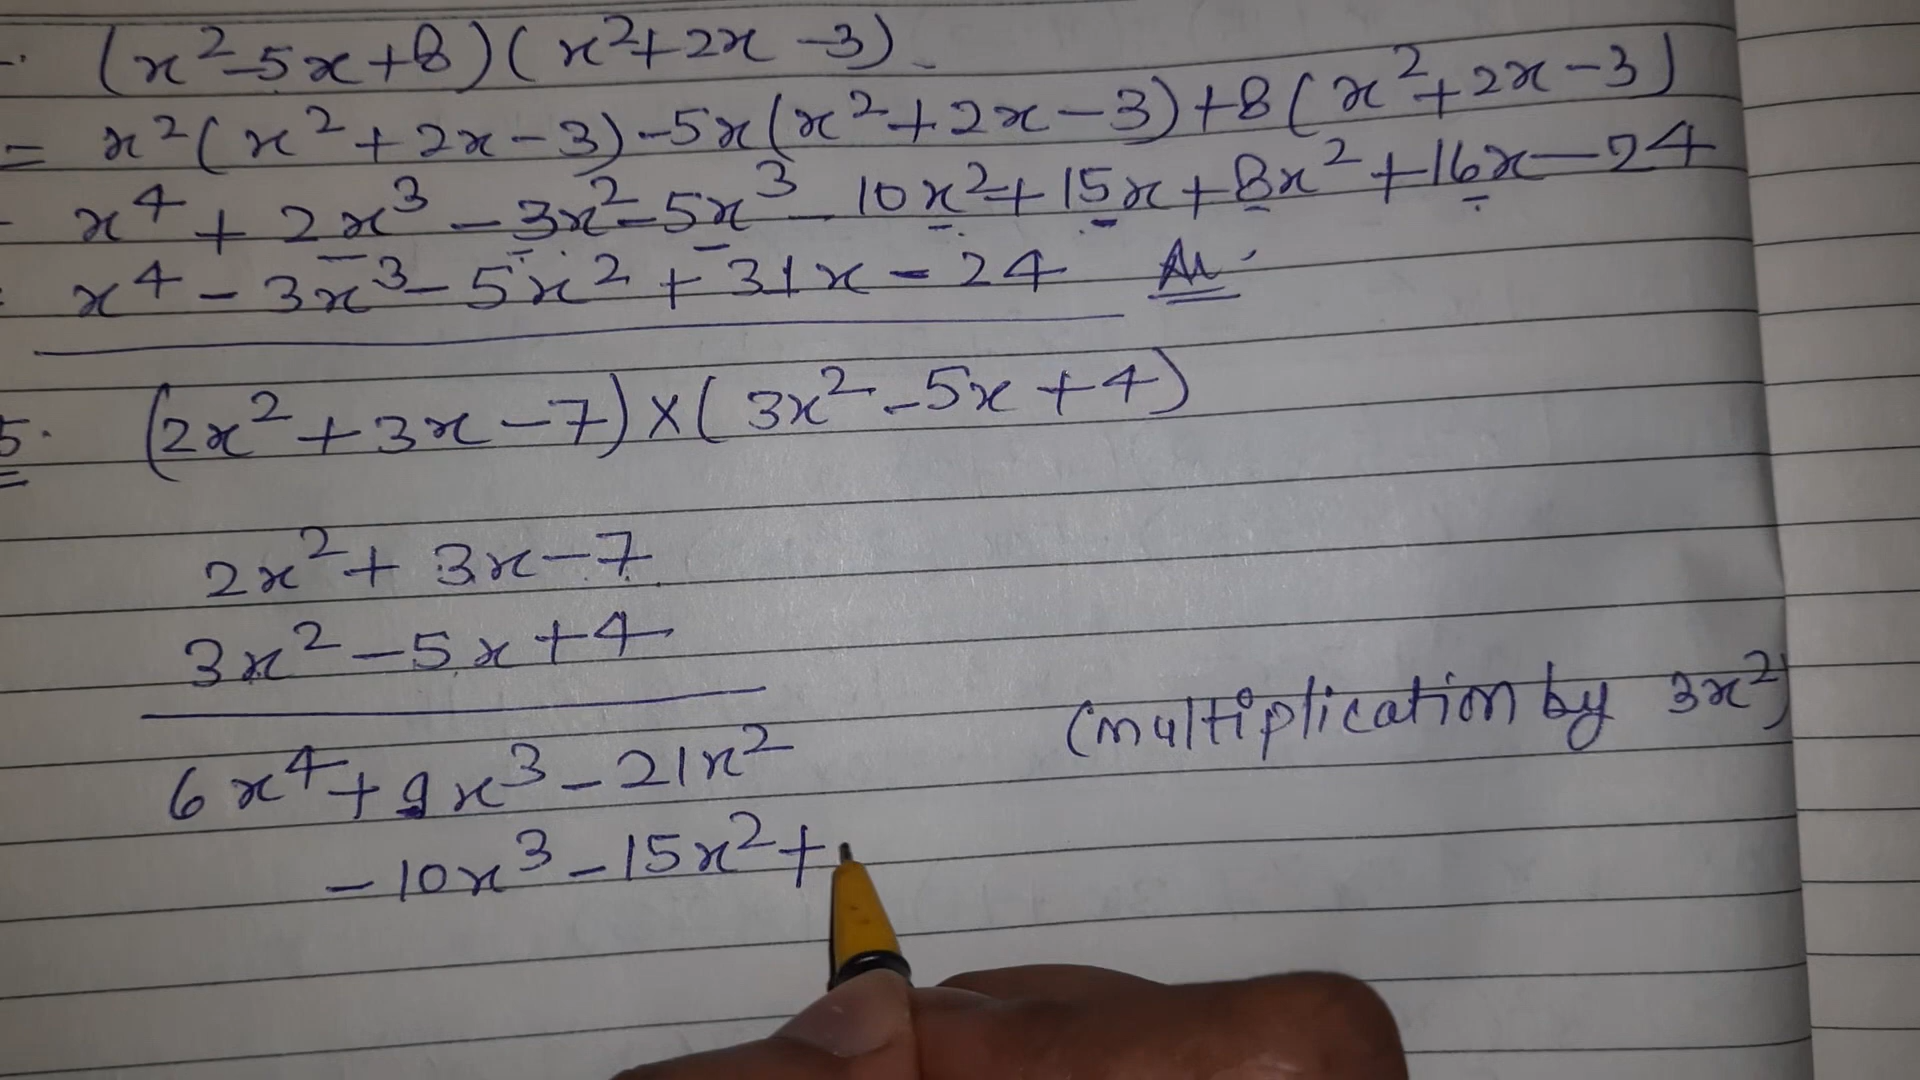 (x²-5x+8)(x²+2x-3)
= x²(x²+2x-3)-5x(x²+2x-3)+8(x²+2x-3)
= x⁴+2x³-3x²-5x³-10x²+15x+8x²+16x-24
= x⁴-3x³-5x²+31x-24
5. (2x²+3x-7)×(3x²-5x+4)
2x²+3x-7
3x²-5x+4
(multiplication by 3x²)
6x⁴+9x³-21x²
-10x³-15x²+